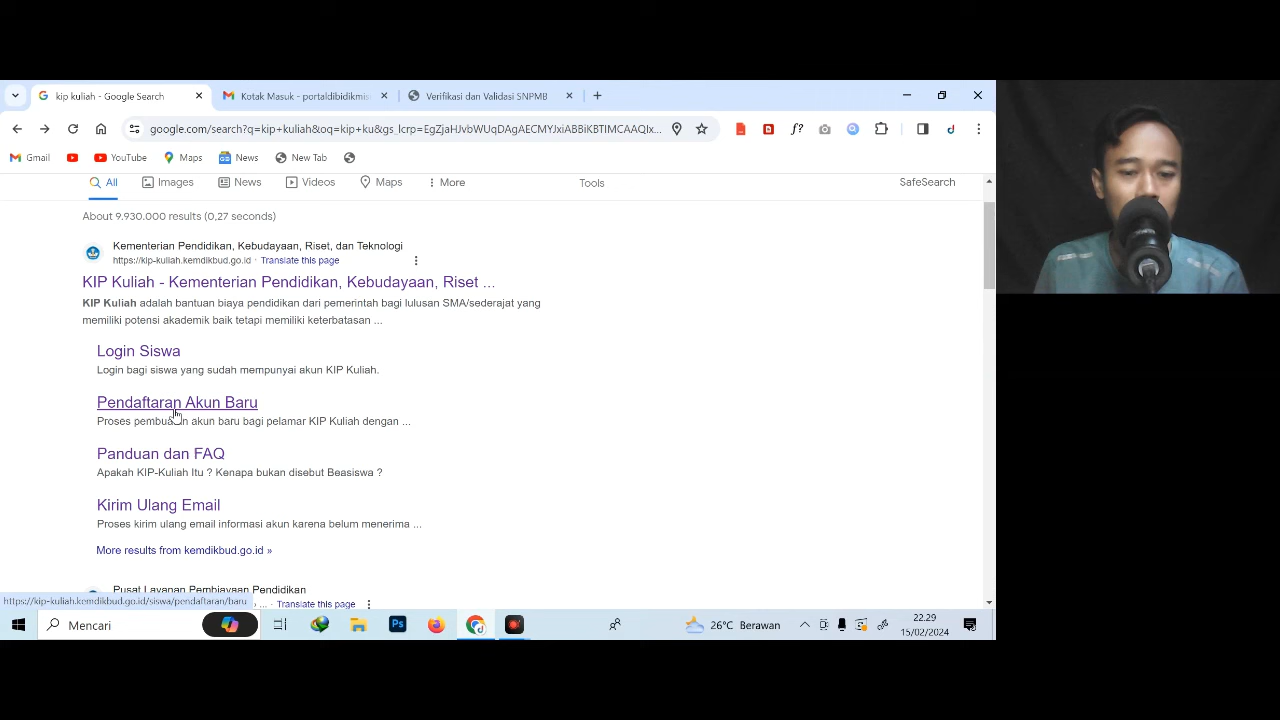 kip kuliah - Google Search
Kotak Masuk - portaldibidikmis
Verifikasi dan Validasi SNPMB
google.com/search?q=kip+kuliah&oq=kip+ku&gs_lcrp=EgZjaHJvbWUqDAgAECMYJxiABBiKBTIMCAAQIx...
Gmail
YouTube
Maps
News
New Tab
All
Images
News
Videos
Maps
More
Tools
SafeSearch
About 9.930.000 results (0,27 seconds)
Kementerian Pendidikan, Kebudayaan, Riset, dan Teknologi
https://kip-kuliah.kemdikbud.go.id · Translate this page
KIP Kuliah - Kementerian Pendidikan, Kebudayaan, Riset ...
KIP Kuliah adalah bantuan biaya pendidikan dari pemerintah bagi lulusan SMA/sederajat yang
memiliki potensi akademik baik tetapi memiliki keterbatasan ...
Login Siswa
Login bagi siswa yang sudah mempunyai akun KIP Kuliah.
Pendaftaran Akun Baru
Proses pembuatan akun baru bagi pelamar KIP Kuliah dengan ...
Panduan dan FAQ
Apakah KIP-Kuliah Itu ? Kenapa bukan disebut Beasiswa ?
Kirim Ulang Email
Proses kirim ulang email informasi akun karena belum menerima ...
More results from kemdikbud.go.id »
Pusat Layanan Pembiayaan Pendidikan
https://kip-kuliah.kemdikbud.go.id/siswa/pendaftaran/baru
... · Translate this page
Mencari
Ps
26°C Berawan
22.29
15/02/2024